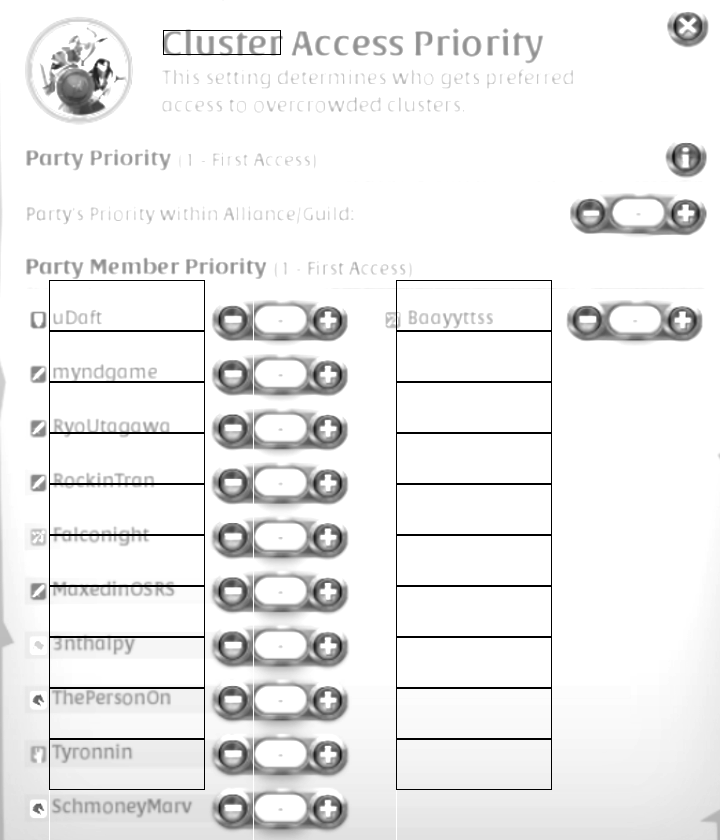 Cluster Access Priority
This setting determines who gets preferred
access to overcrowded clusters.
Party Priority (1 - First Access)
Party's Priority within Alliance/Guild:
-
Party Member Priority (1 - First Access)
uDaft - Baayyttss -
myndgame -
RyoUtagawa -
RockinTran -
Falconight -
MaxedinOSRS -
3nthalpy -
ThePersonOn -
Tyronnin -
SchmoneyMarv -